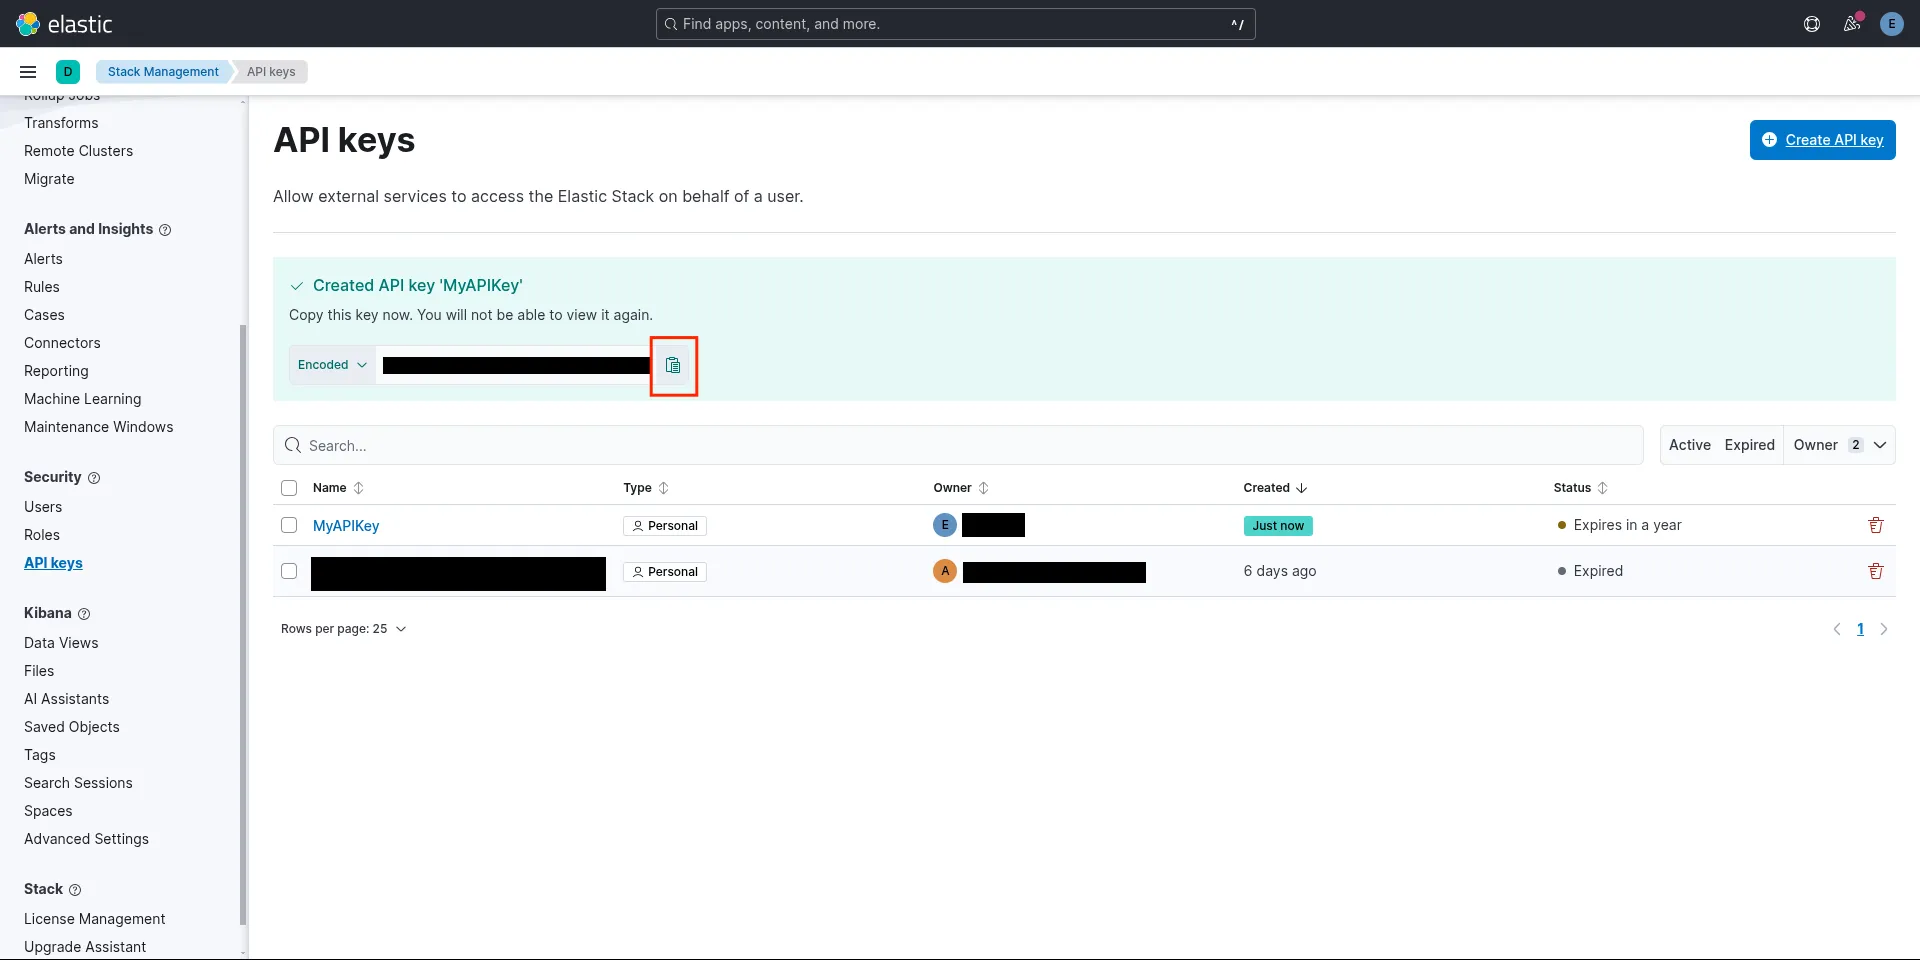 elastic
Find apps, content, and more.
^/
E
D
Stack Management
API keys
Rollup Jobs
Transforms
Remote Clusters
Migrate
Alerts and Insights
Alerts
Rules
Cases
Connectors
Reporting
Machine Learning
Maintenance Windows
Security
Users
Roles
API keys
Kibana
Data Views
Files
AI Assistants
Saved Objects
Tags
Search Sessions
Spaces
Advanced Settings
Stack
License Management
Upgrade Assistant
API keys
Create API key
Allow external services to access the Elastic Stack on behalf of a user.
Created API key 'MyAPIKey'
Copy this key now. You will not be able to view it again.
Encoded
Search...
Active Expired Owner 2
Name Type Owner Created Status
MyAPIKey Personal E Just now Expires in a year
Personal A 6 days ago Expired
Rows per page: 25
1